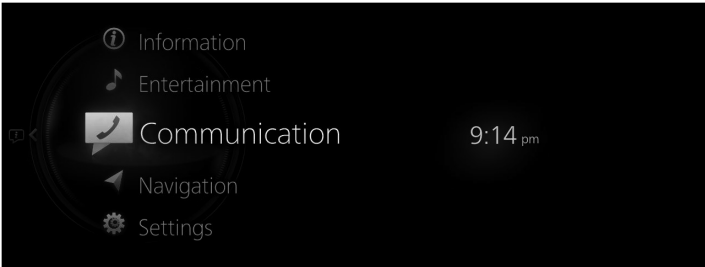 Information
Entertainment
Communication
9:14 pm
Navigation
Settings